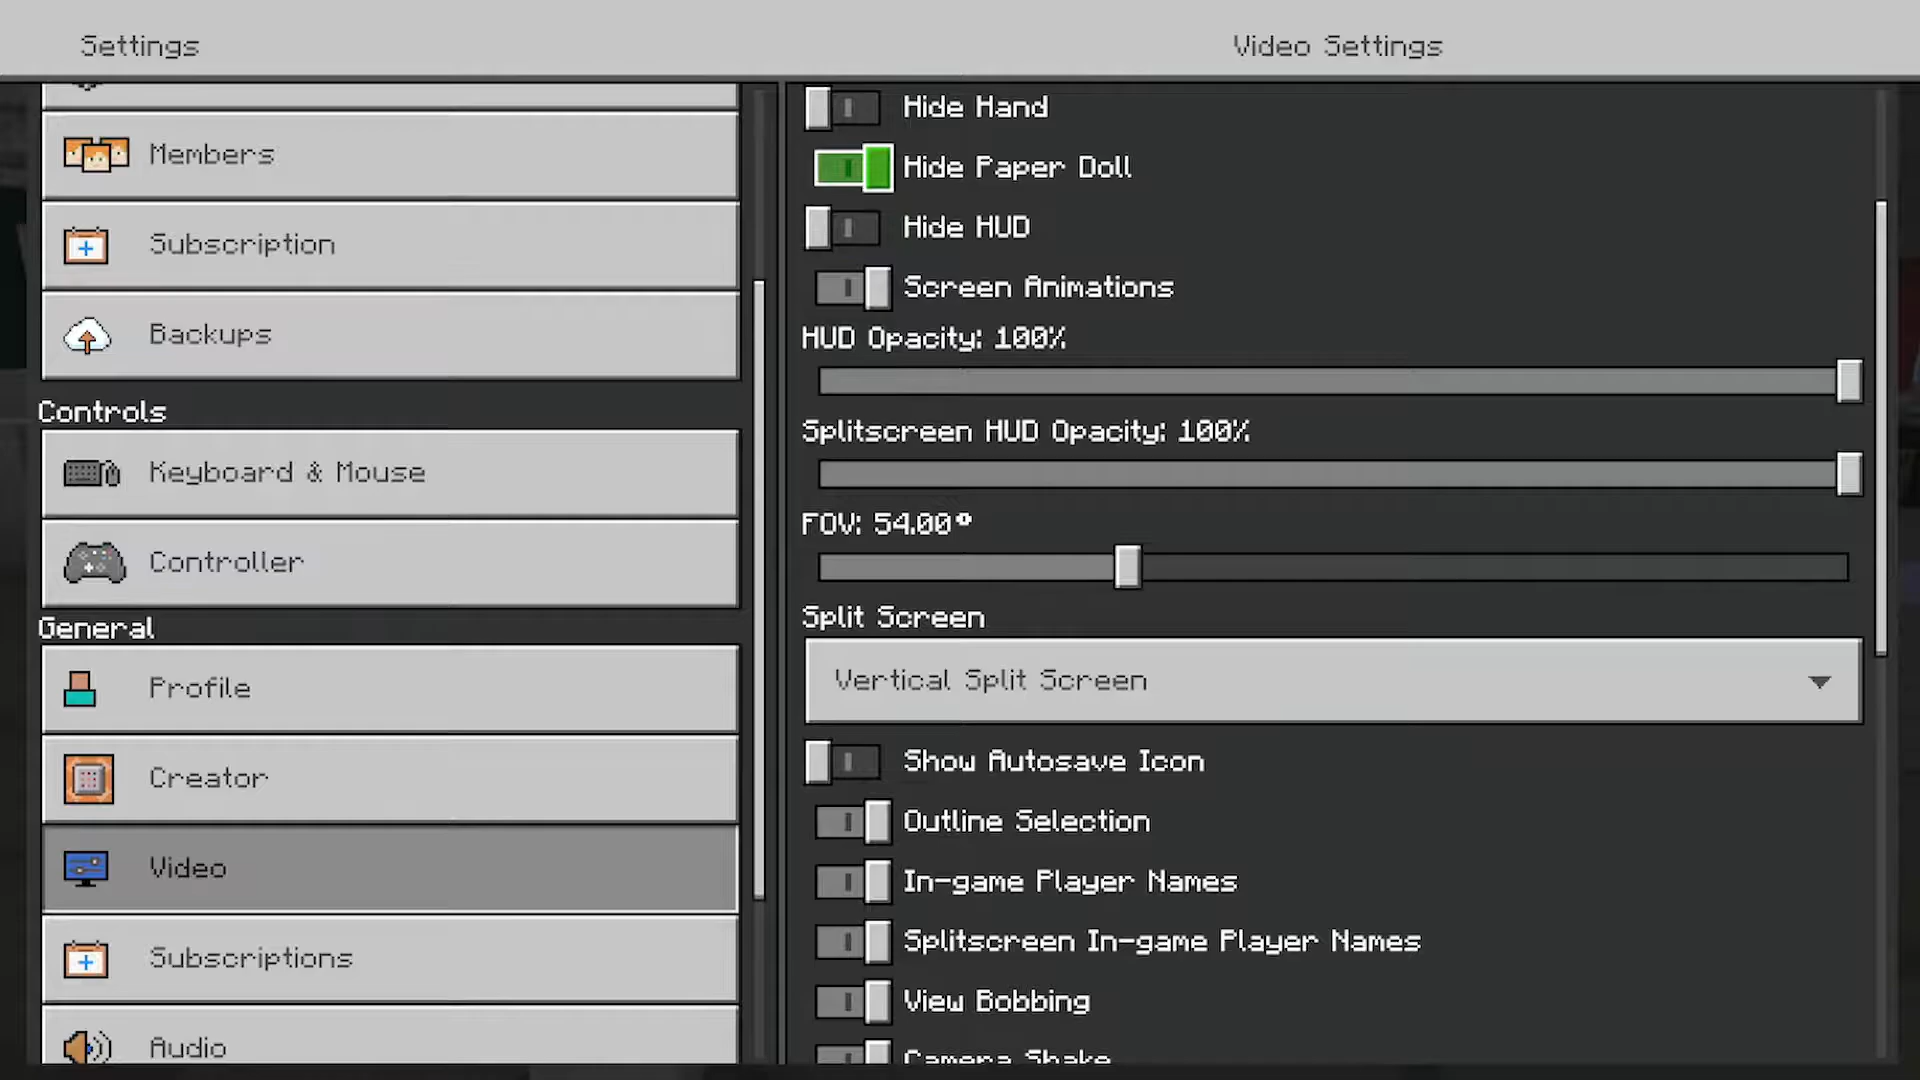 Settings
Video Settings
Members
Subscription
Backups
Controls
Keyboard & Mouse
Controller
General
Profile
Creator
Video
Subscriptions
Audio
Hide Hand
Hide Paper Doll
Hide HUD
Screen Animations
HUD Opacity: 100%
Splitscreen HUD Opacity: 100%
FOV: 54.00°
Split Screen
Vertical Split Screen
Show Autosave Icon
Outline Selection
In-game Player Names
Splitscreen In-game Player Names
View Bobbing
Camera Shake